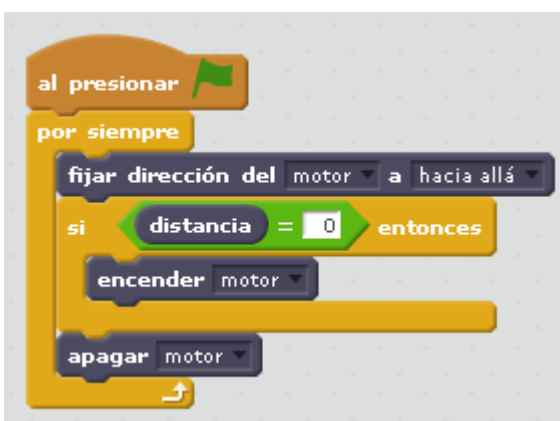 al presionar
por siempre
fijar dirección del motor a hacia allá
si distancia = 0 entonces
encender motor
apagar motor